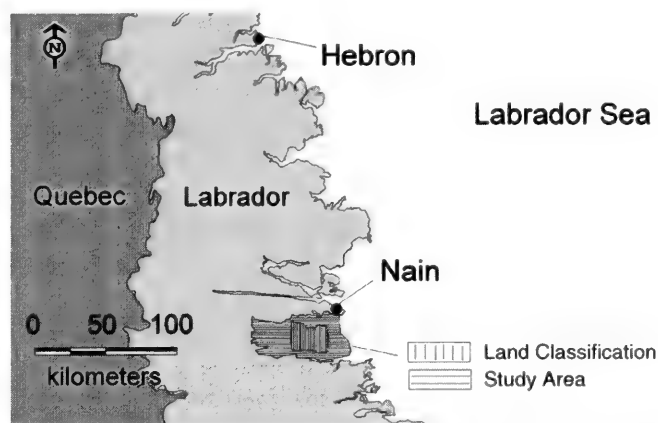 N
Hebron
Labrador Sea
Quebec
Labrador
Nain
0 50 100
kilometers
Land Classification
Study Area